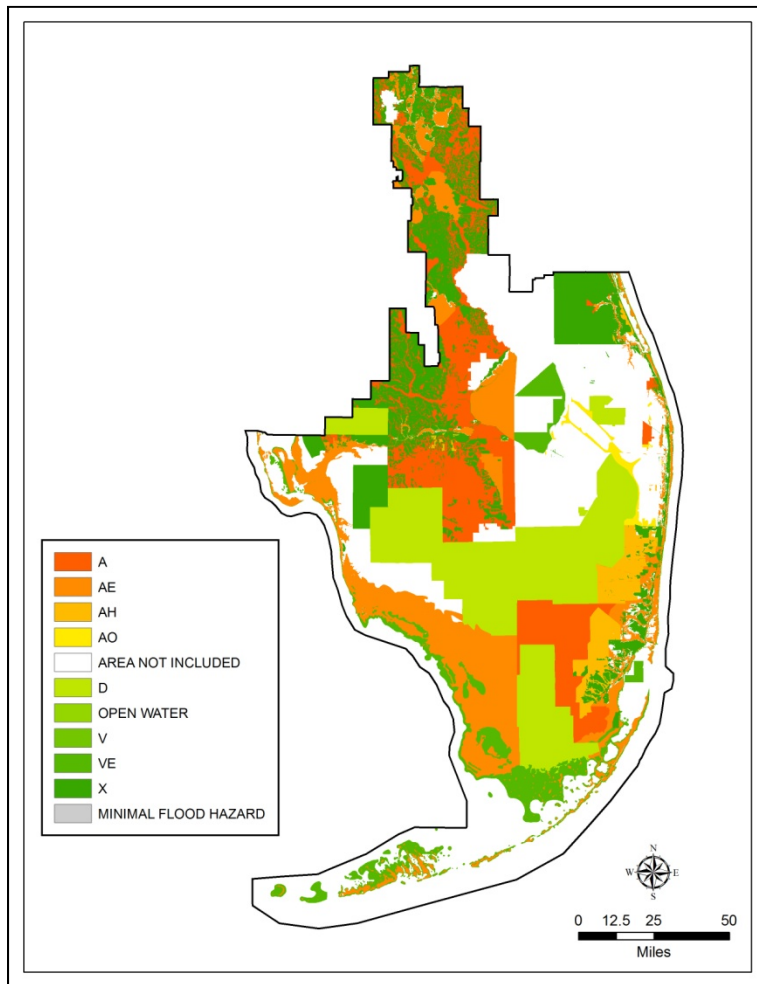 A
AE
AH
AO
AREA NOT INCLUDED
D
OPEN WATER
V
VE
X
MINIMAL FLOOD HAZARD
N
W E
S
0 12.5 25 50
Miles